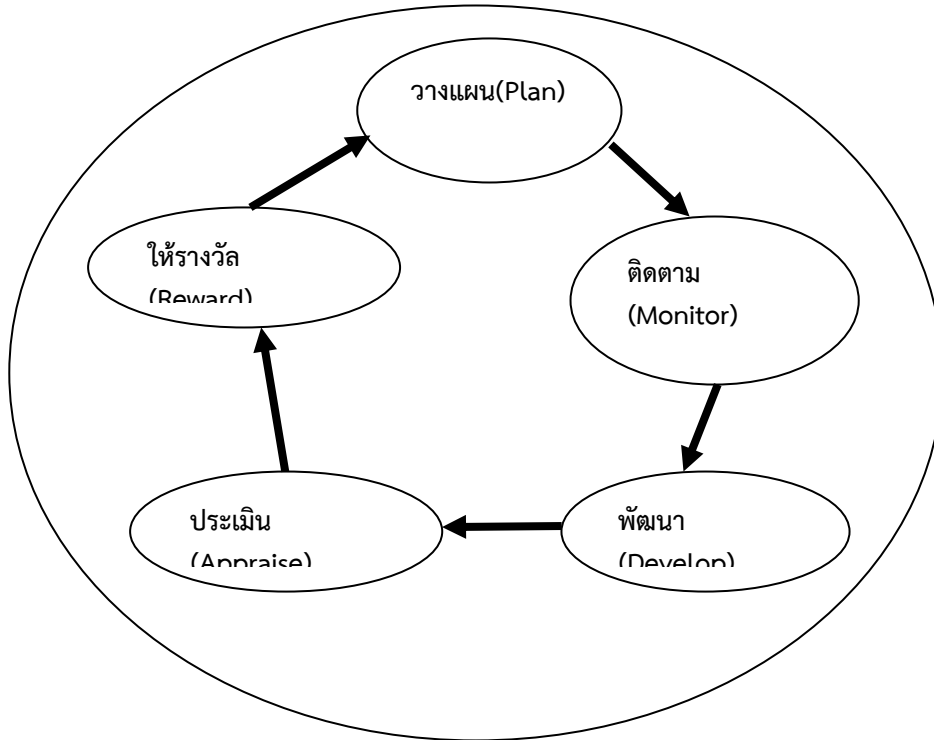 วางแผน(Plan)
ติดตาม
(Monitor)
พัฒนา
(Develop)
ประเมิน
(Appraise)
ให้รางวัล
(Reward)